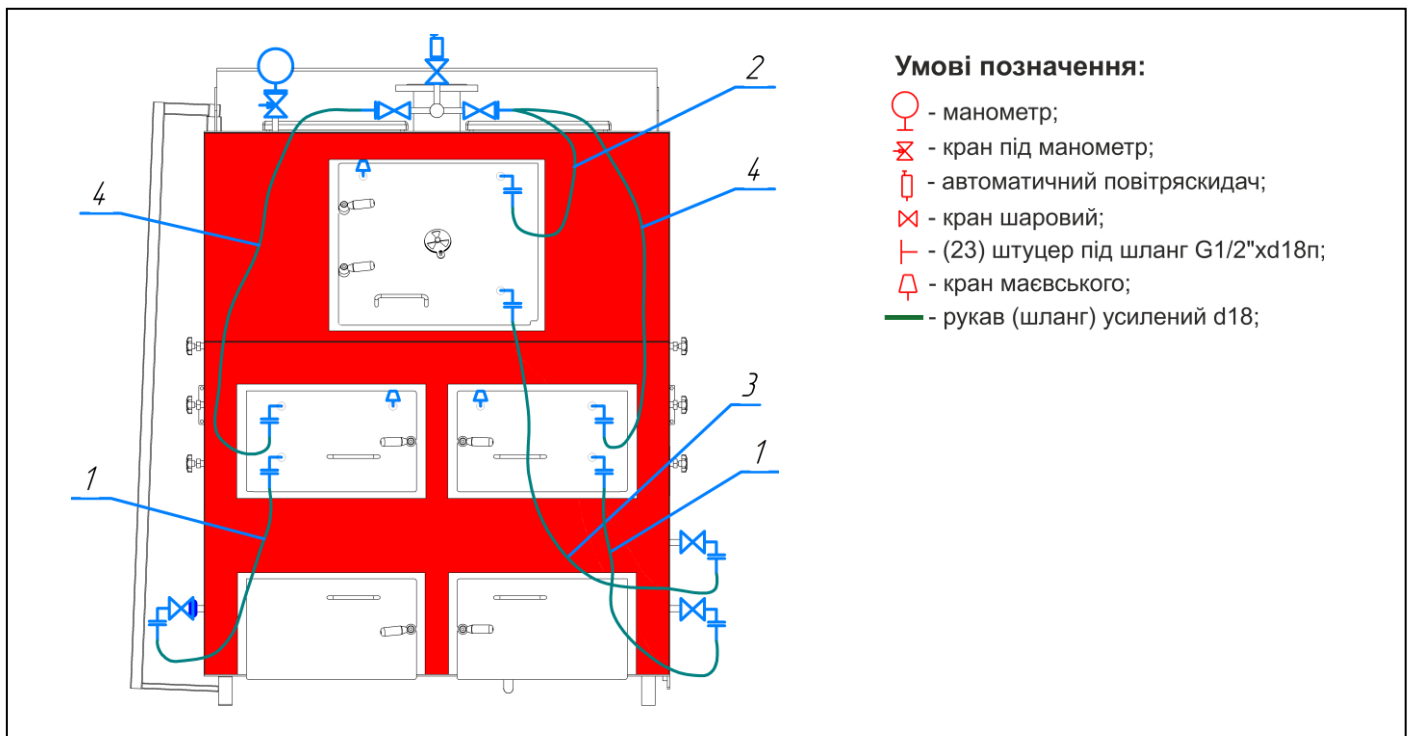 Умові позначення:
- манометр;
- кран під манометр;
- автоматичний повітряскидач;
- кран шаровий;
- (23) штуцер під шланг G1/2"xd18п;
- кран маєвського;
- рукав (шланг) усилений d18;
2
4
4
3
1
1